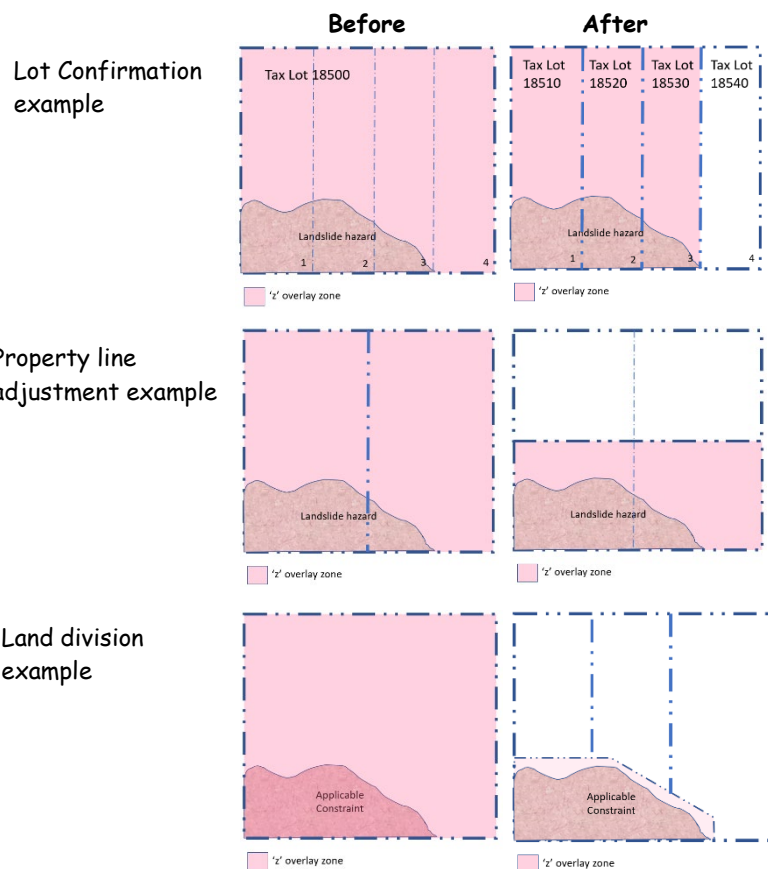 Before
After
Lot Confirmation
example
Tax Lot 18500
Landslide hazard
1 2 3 4
'z' overlay zone
Tax Lot
18510
Tax Lot
18520
Tax Lot
18530
Tax Lot
18540
Landslide hazard
1 2 3 4
'z' overlay zone
Property line
adjustment example
Landslide hazard
'z' overlay zone
Landslide hazard
'z' overlay zone
Land division
example
Applicable
Constraint
'z' overlay zone
Applicable
Constraint
'z' overlay zone